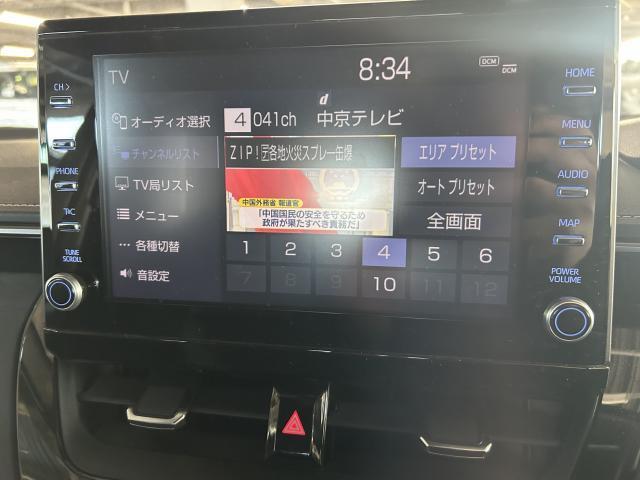 TV
8:34
DCM
DCM
CH >
HOME
オーディオ選択
4 041ch 中京テレビ
チャンネルリスト
ZIP! 字各地火災スプレー缶爆
エリア プリセット
MENU
PHONE
TV局リスト
オート プリセット
AUDIO
中国外務省 報道官
「中国国民の安全を守るため
政府が果たすべき責務だ」
メニュー
全画面
MAP
各種切替
1 2 3 4 5 6
TUNE
SCROLL
音設定
7 8 9 10 11 12
POWER
VOLUME